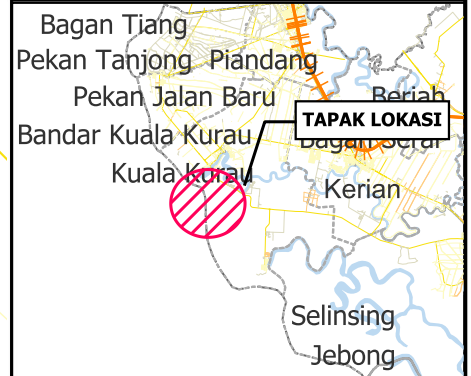 Bagan Tiang
Pekan Tanjong Piandang
Pekan Jalan Baru
Beriah
TAPAK LOKASI
Bandar Kuala Kurau
Bagan Serai
Kuala Kurau
Kerian
Selinsing
Jebong